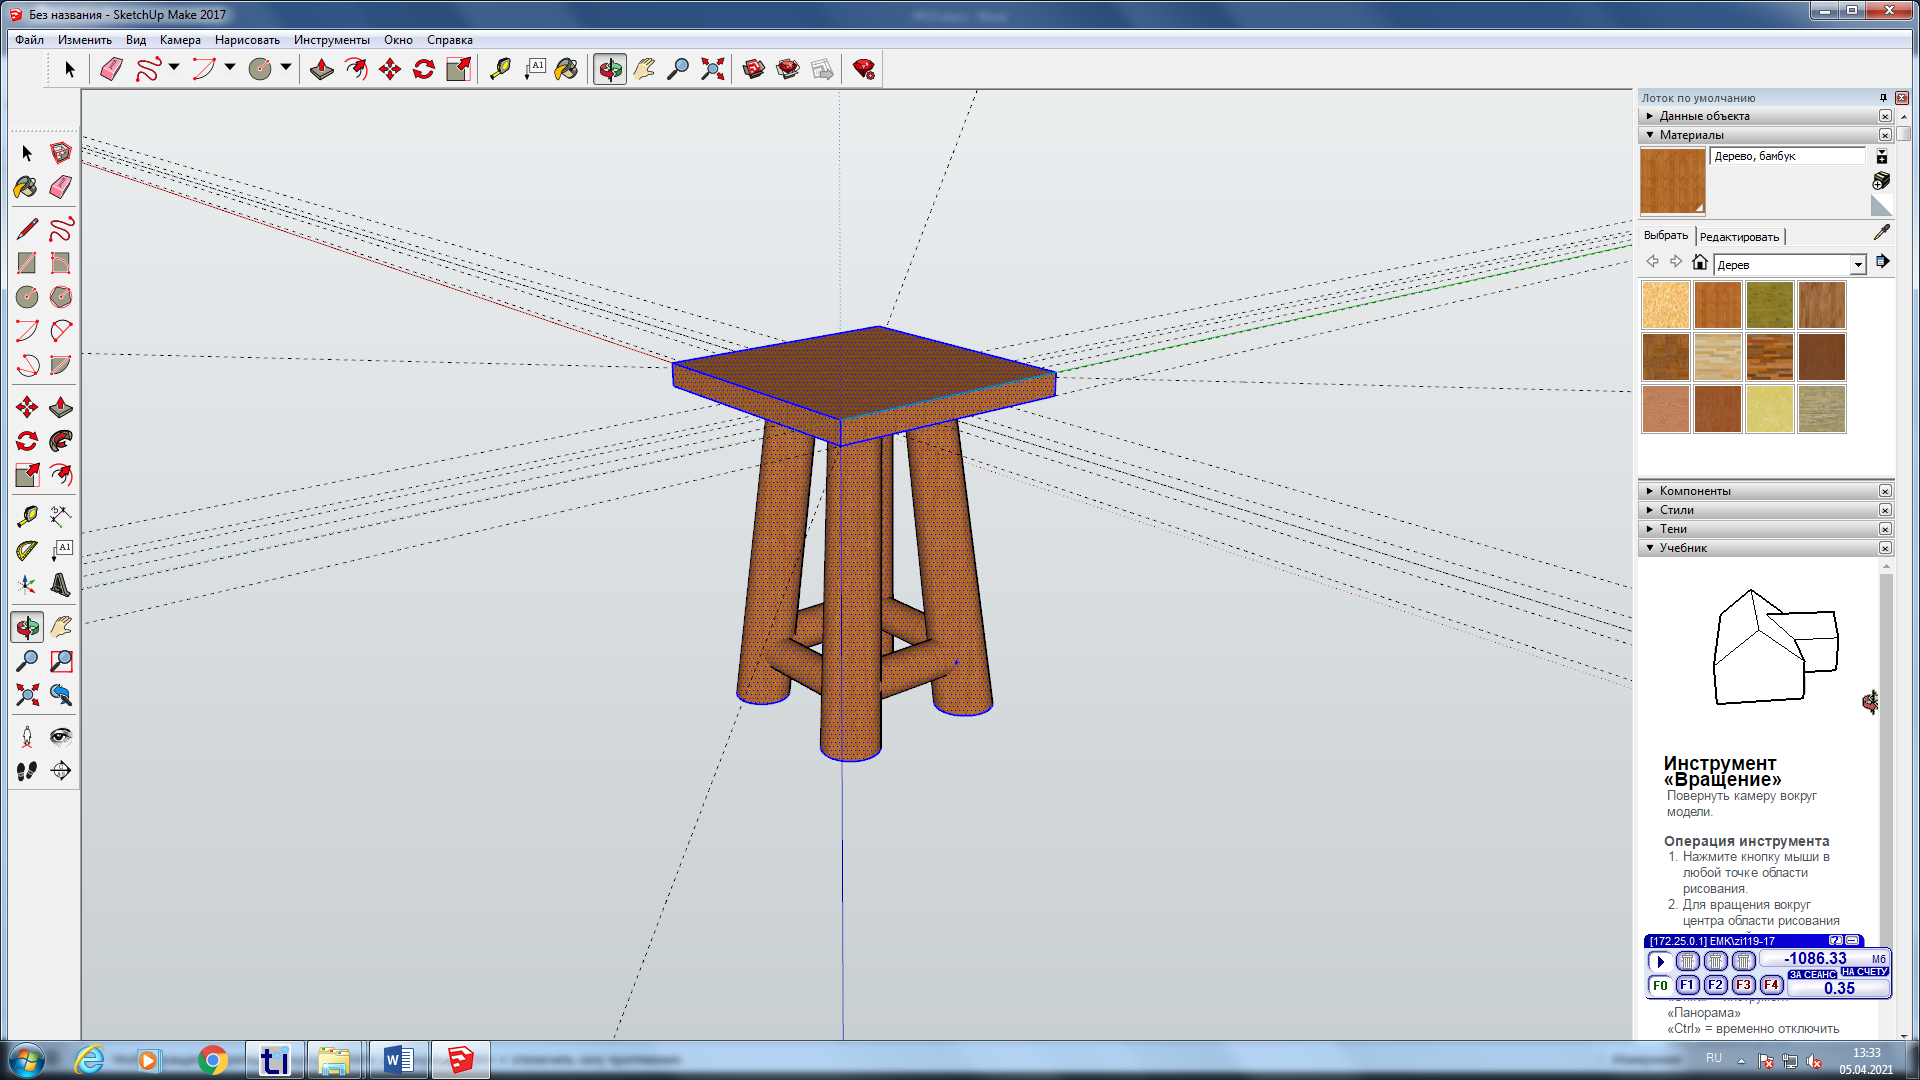 Без названия - SketchUp Make 2017
Файл Изменить Вид Камера Нарисовать Инструменты Окно Справка
A1
Лоток по умолчанию
Данные объекта
Материалы
Дерево, бамбук
Выбрать Редактировать
Дерев
Компоненты
Стили
Тени
Учебник
A1
Инструмент
«Вращение»
Повернуть камеру вокруг
модели.
Операция инструмента
1. Нажмите кнопку мыши в
любой точке области
рисования.
2. Для вращения вокруг
центра области рисования
[172.25.0.1] EMK\zi119-17
-1086.33 Мб
ЗА СЕАНС НА СЧЕТУ
F0 F1 F2 F3 F4 0.35
«Панорама»
«Ctrl» = временно отключить
RU
13:33
05.04.2021